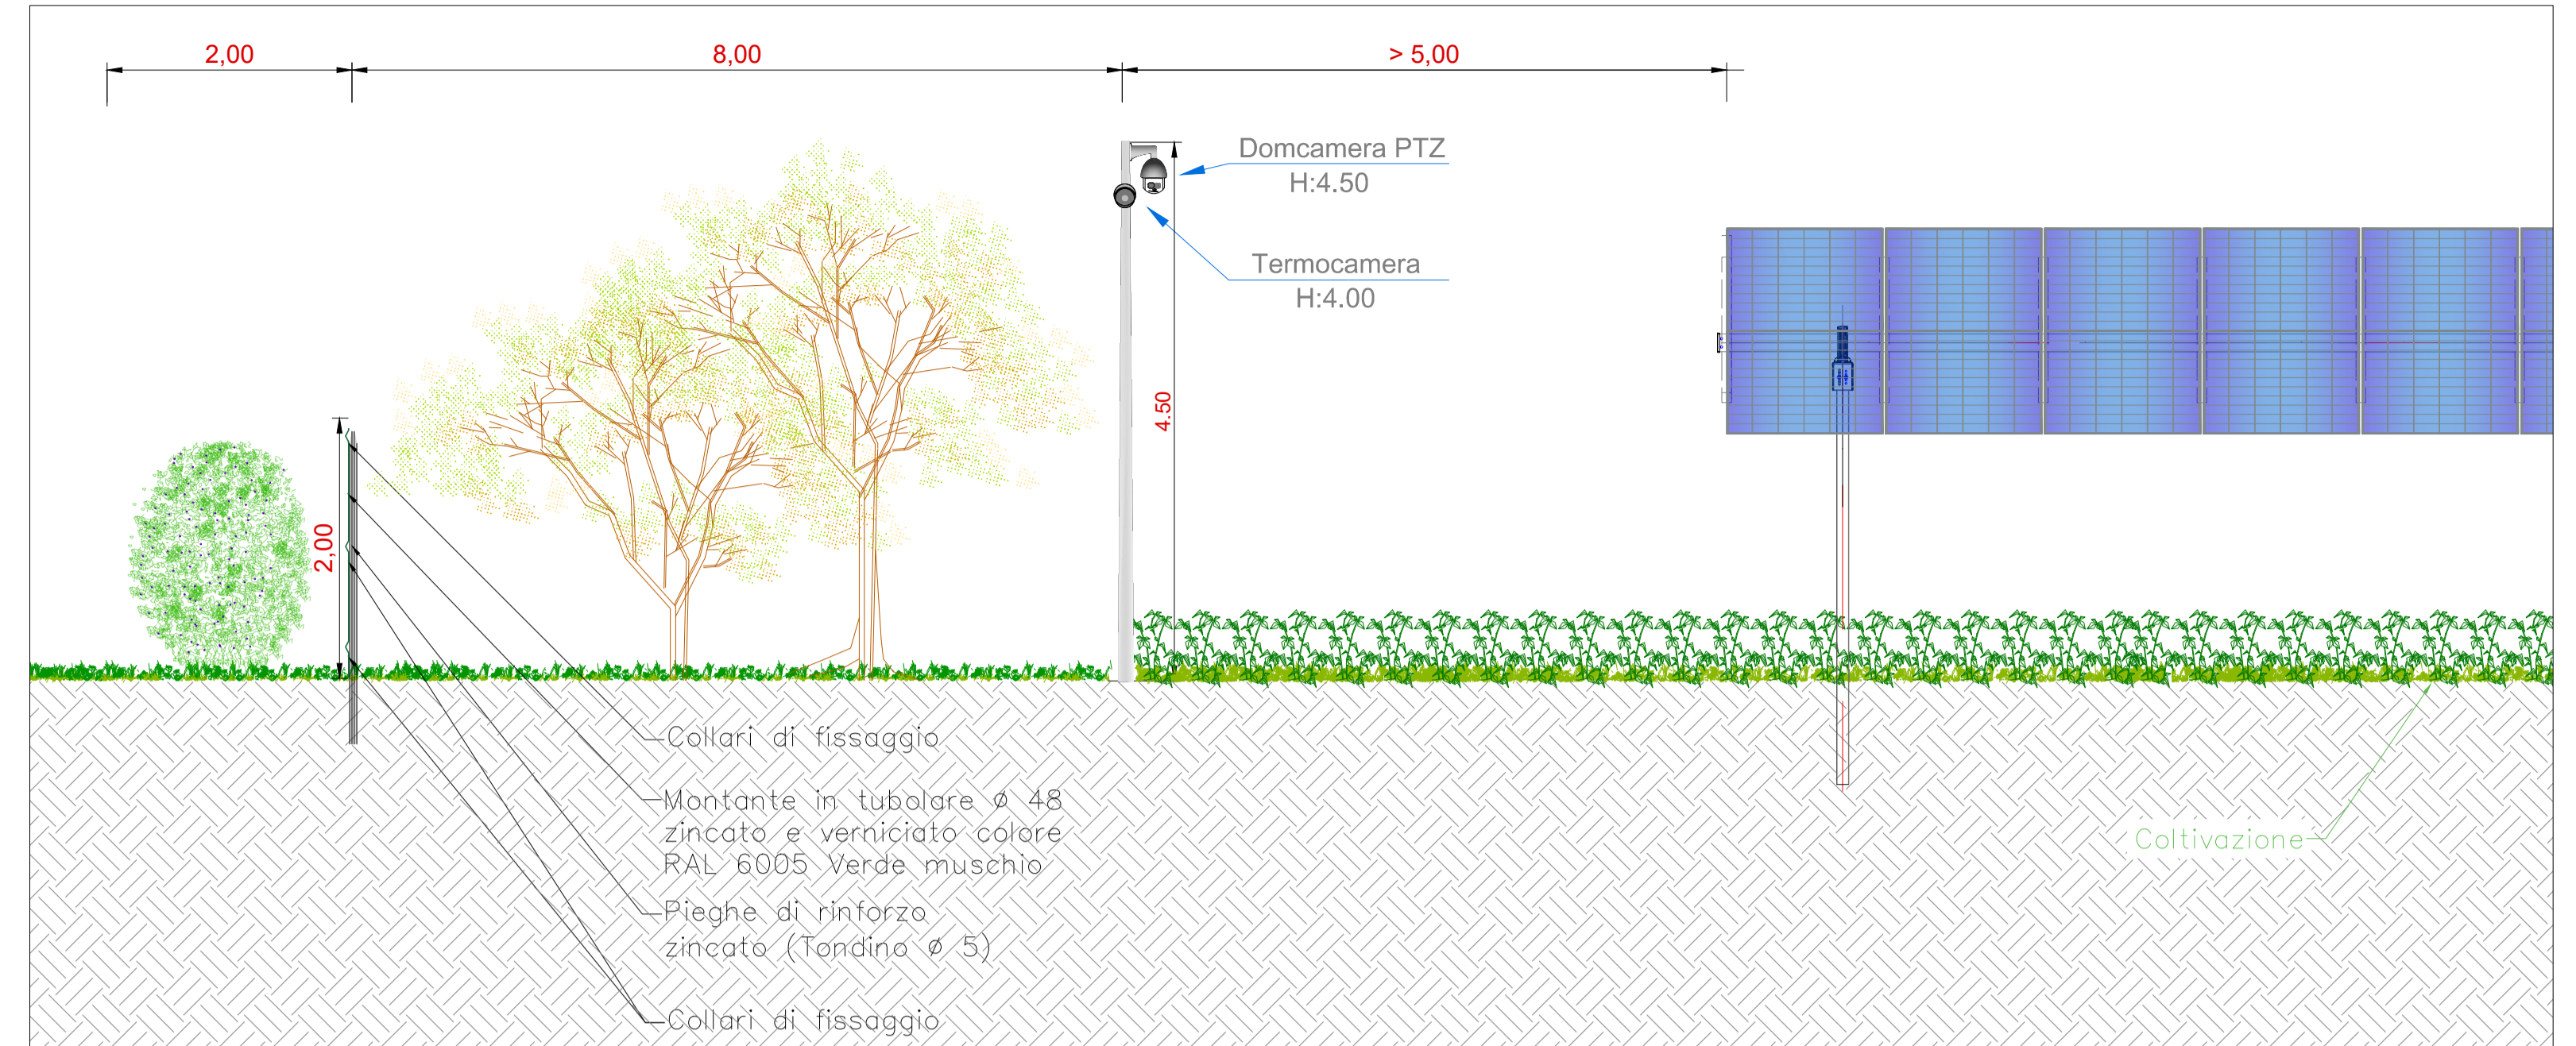 2,00
8,00
> 5,00
Domcamera PTZ
H:4.50
Termocamera
H:4.00
4.50
2,00
Collari di fissaggio
Montante in tubolare ø 48
zincato e verniciato colore
RAL 6005 Verde muschio
Coltivazione
Pieghe di rinforzo
zincato (Tondino ø 5)
Collari di fissaggio